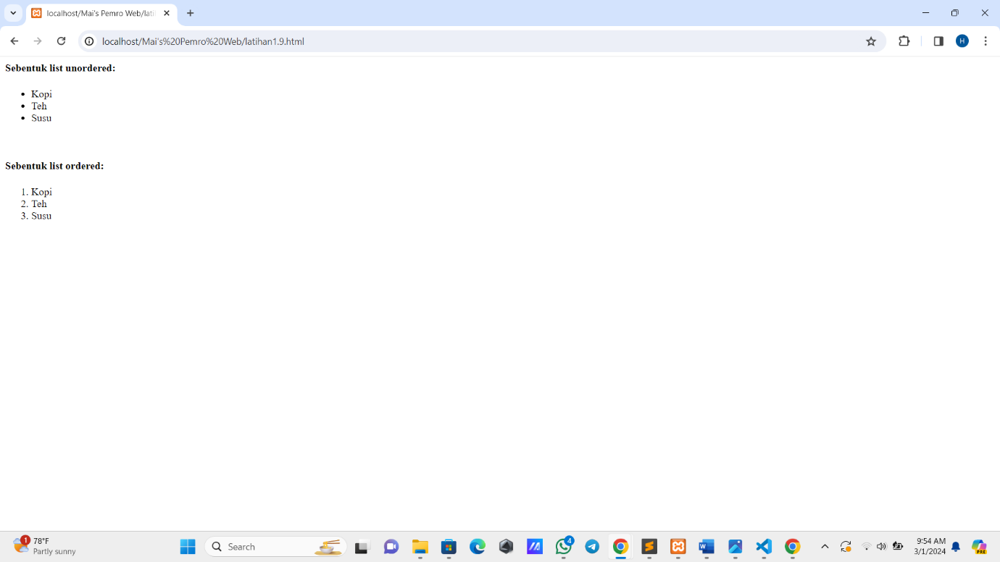 localhost/Mai's Pemro Web/lati
localhost/Mai's%20Pemro%20Web/latihan1.9.html
H
Sebentuk list unordered:
• Kopi
• Teh
• Susu
Sebentuk list ordered:
1. Kopi
2. Teh
3. Susu
1
78°F
Partly sunny
Search
4
9:54 AM
3/1/2024
PRE